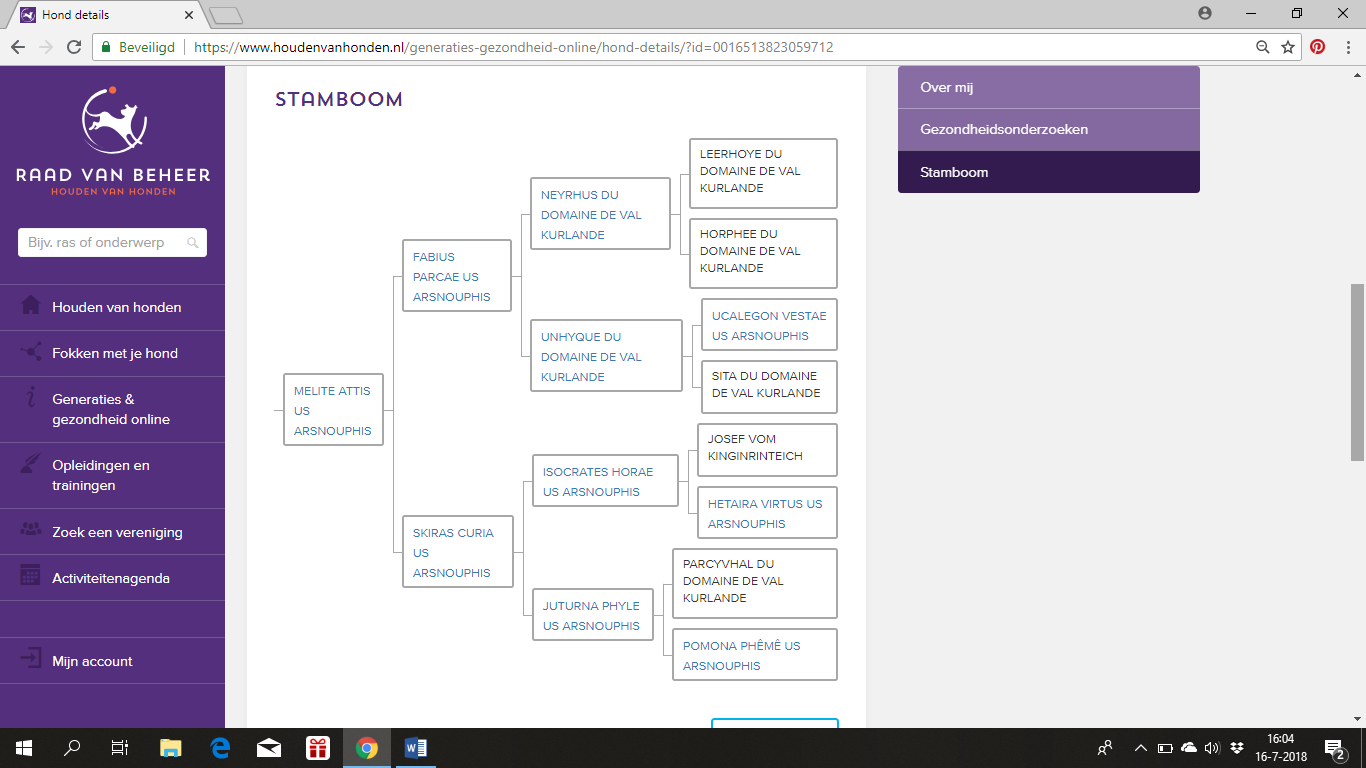 Hond details
Beveiligd
https://www.houdenvanhonden.nl/generaties-gezondheid-online/hond-details/?id=0016513823059712
RAAD VAN BEHEER
HOUDEN VAN HONDEN
Bijv. ras of onderwerp
Houden van honden
Fokken met je hond
Generaties &
gezondheid online
Opleidingen en
trainingen
Zoek een vereniging
Activiteitenagenda
Mijn account
STAMBOOM
MELITE ATTIS
US
ARSNOUPHIS
FABIUS
PARCAE US
ARSNOUPHIS
SKIRAS CURIA
US
ARSNOUPHIS
NEYRHUS DU
DOMAINE DE VAL
KURLANDE
UNHYQUE DU
DOMAINE DE VAL
KURLANDE
ISOCRATES HORAE
US ARSNOUPHIS
JUTURNA PHYLE
US ARSNOUPHIS
LEERHOYE DU
DOMAINE DE VAL
KURLANDE
HORPHEE DU
DOMAINE DE VAL
KURLANDE
UCALEGON VESTAE
US ARSNOUPHIS
SITA DU DOMAINE
DE VAL KURLANDE
JOSEF VOM
KINGINRINTEICH
HETAIRA VIRTUS US
ARSNOUPHIS
PARCYVHAL DU
DOMAINE DE VAL
KURLANDE
POMONA PHÊMÊ US
ARSNOUPHIS
Over mij
Gezondheidsonderzoeken
Stamboom
16:04
16-7-2018
2